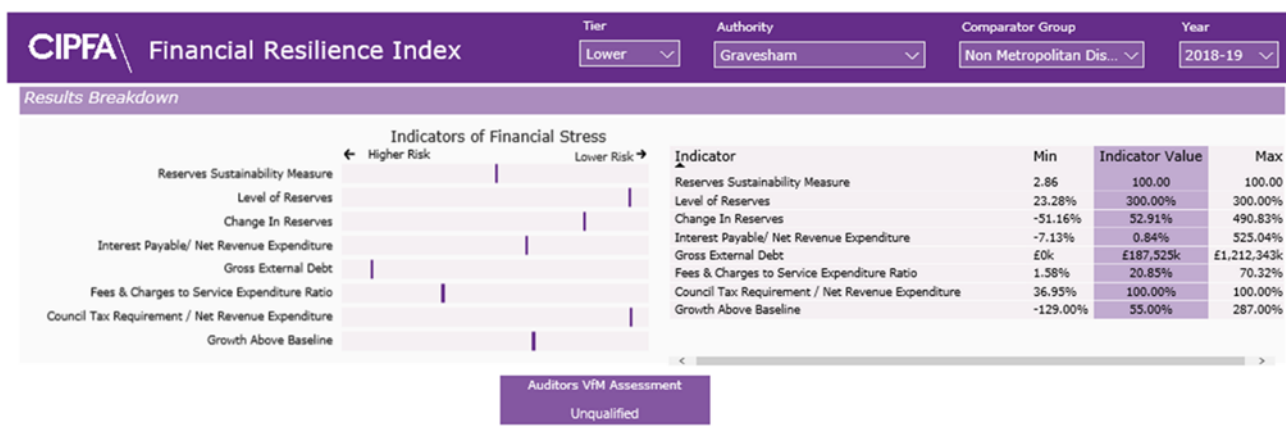 CIPFA\ Financial Resilience Index
Tier
Lower
Authority
Gravesham
Comparator Group
Non Metropolitan Dis...
Year
2018-19
Results Breakdown
Indicators of Financial Stress
← Higher Risk Lower Risk →
Reserves Sustainability Measure
Level of Reserves
Change In Reserves
Interest Payable/ Net Revenue Expenditure
Gross External Debt
Fees & Charges to Service Expenditure Ratio
Council Tax Requirement / Net Revenue Expenditure
Growth Above Baseline
Indicator Min Indicator Value Max
Reserves Sustainability Measure 2.86 100.00 100.00
Level of Reserves 23.28% 300.00% 300.00%
Change In Reserves -51.16% 52.91% 490.83%
Interest Payable/ Net Revenue Expenditure -7.13% 0.84% 525.04%
Gross External Debt £0k £187,525k £1,212,343k
Fees & Charges to Service Expenditure Ratio 1.58% 20.85% 70.32%
Council Tax Requirement / Net Revenue Expenditure 36.95% 100.00% 100.00%
Growth Above Baseline -129.00% 55.00% 287.00%
Auditors VfM Assessment
Unqualified